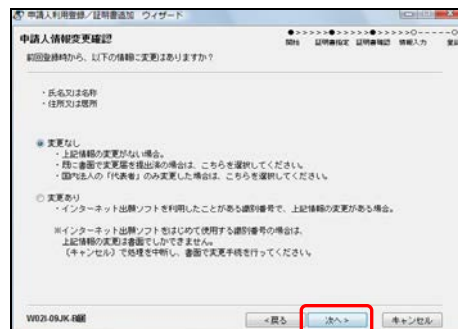 申請人利用登録/証明書追加 ウィザード
申請人情報変更確認
●>>>>>●>>>>>●>>>>>○-----○
開始 証明書指定 証明書確認 情報入力
前回登録時から、以下の情報に変更はありますか?
・氏名又は名称
・住所又は居所
変更なし
・上記情報の変更がない場合。
・既に書面で変更届を提出済の場合は、こちらを選択してください。
・国内法人の「代表者」のみ変更した場合は、こちらを選択してください。
変更あり
・インターネット出願ソフトを利用したことがある識別番号で、上記情報の変更がある場合。
※インターネット出願ソフトをはじめて使用する識別番号の場合は、
上記情報の変更は書面でしかできません。
(キャンセル)で処理を中断し、書面で変更手続を行ってください。
W02I-09JK-
<戻る 次へ> キャンセル